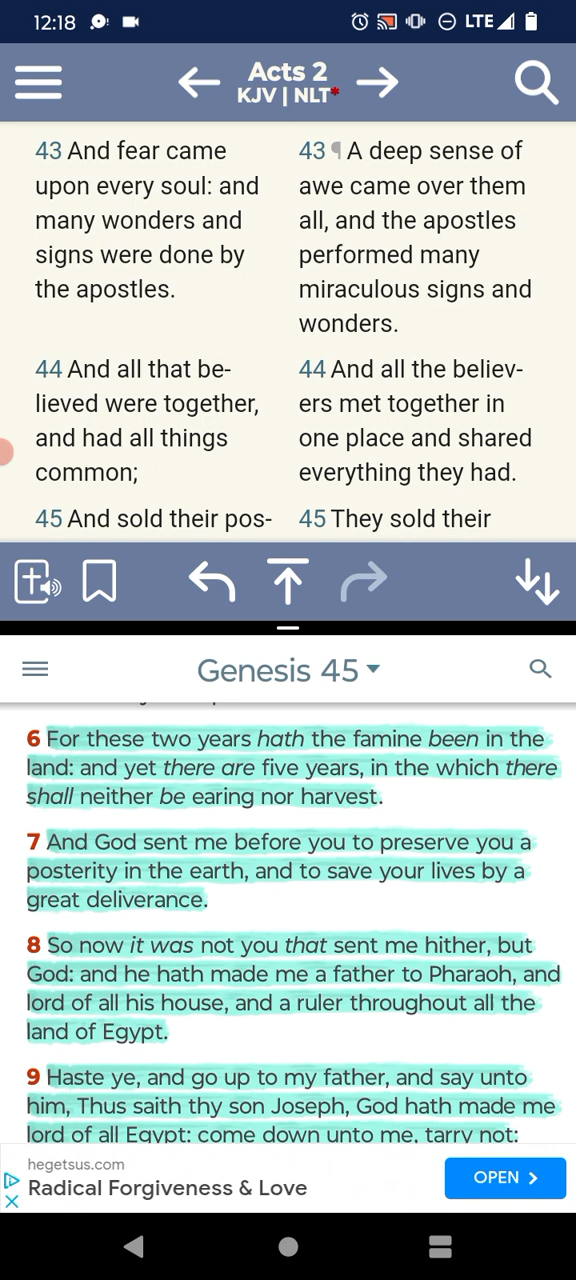 12:18
LTE
Acts 2
KJV | NLT*
43 And fear came
upon every soul: and
many wonders and
signs were done by
the apostles.
44 And all that be-
lieved were together,
and had all things
common;
45 And sold their pos-
43 ¶ A deep sense of
awe came over them
all, and the apostles
performed many
miraculous signs and
wonders.
44 And all the believ-
ers met together in
one place and shared
everything they had.
45 They sold their
Genesis 45
6 For these two years hath the famine been in the
land: and yet there are five years, in the which there
shall neither be earing nor harvest.
7 And God sent me before you to preserve you a
posterity in the earth, and to save your lives by a
great deliverance.
8 So now it was not you that sent me hither, but
God: and he hath made me a father to Pharaoh, and
lord of all his house, and a ruler throughout all the
land of Egypt.
9 Haste ye, and go up to my father, and say unto
him, Thus saith thy son Joseph, God hath made me
lord of all Egypt: come down unto me, tarry not:
hegetsus.com
Radical Forgiveness & Love
OPEN